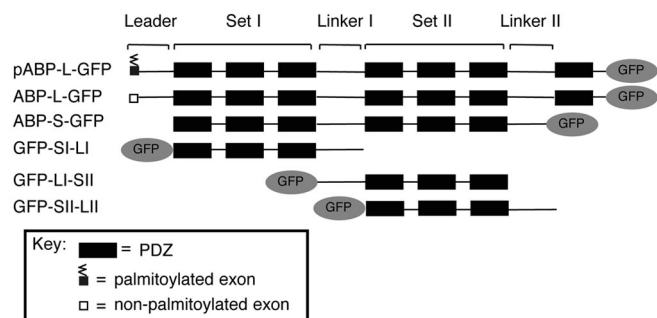 Leader Set I Linker I Set II Linker II
pABP-L-GFP GFP
ABP-L-GFP GFP
ABP-S-GFP GFP
GFP-SI-LI GFP
GFP-LI-SII GFP
GFP-SII-LII GFP
Key: = PDZ
= palmitoylated exon
= non-palmitoylated exon